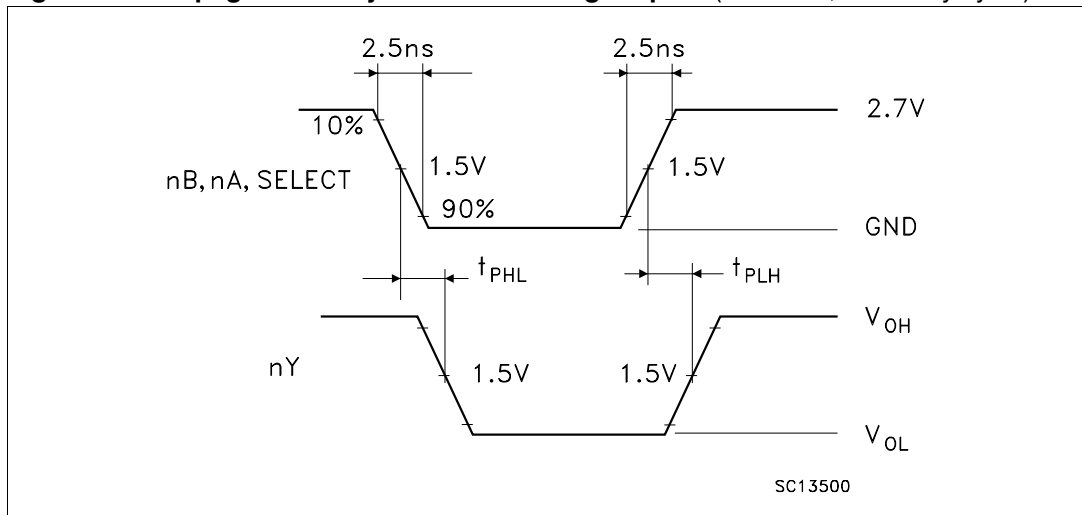 2.5ns 2.5ns
2.7V
10%
1.5V 1.5V
nB, nA, SELECT
90%
GND
tPHL tPLH
VOH
nY
1.5V 1.5V
VOL
SC13500